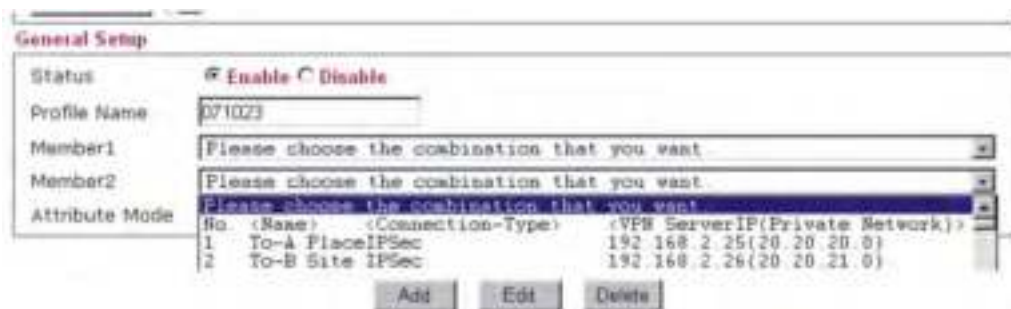 General Setup
Status Enable Disable
Profile Name 071023
Member1 Please choose the combination that you want
Member2 Please choose the combination that you want
Please choose the combination that you want
Attribute Mode
No. <Name> <Connection-Type> <VPN ServerIP(Private Network)>
1 To-A PlaceIPSec 192.168.2.25(20.20.20.0)
2 To-B Site IPSec 192.168.2.26(20.20.21.0)
Add Edit Delete